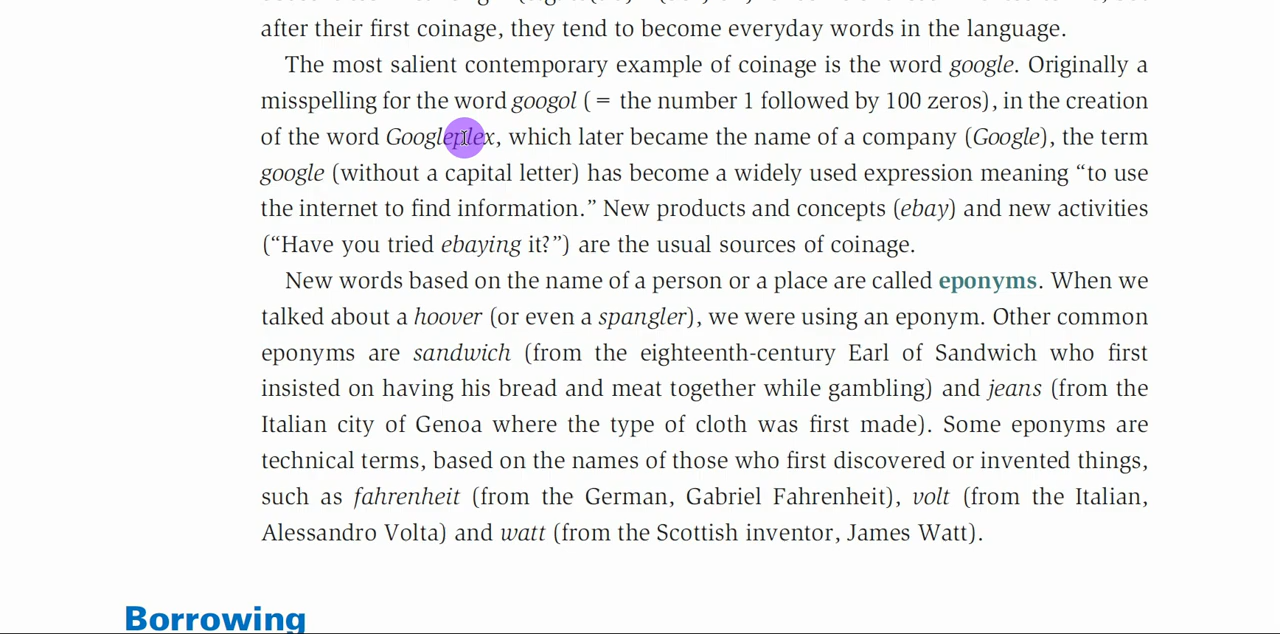 after their first coinage, they tend to become everyday words in the language.
The most salient contemporary example of coinage is the word google. Originally a
misspelling for the word googol ( = the number 1 followed by 100 zeros), in the creation
of the word Googleplex, which later became the name of a company (Google), the term
google (without a capital letter) has become a widely used expression meaning “to use
the internet to find information.” New products and concepts (ebay) and new activities
(“Have you tried ebaying it?”) are the usual sources of coinage.
New words based on the name of a person or a place are called eponyms. When we
talked about a hoover (or even a spangler), we were using an eponym. Other common
eponyms are sandwich (from the eighteenth-century Earl of Sandwich who first
insisted on having his bread and meat together while gambling) and jeans (from the
Italian city of Genoa where the type of cloth was first made). Some eponyms are
technical terms, based on the names of those who first discovered or invented things,
such as fahrenheit (from the German, Gabriel Fahrenheit), volt (from the Italian,
Alessandro Volta) and watt (from the Scottish inventor, James Watt).
Borrowing